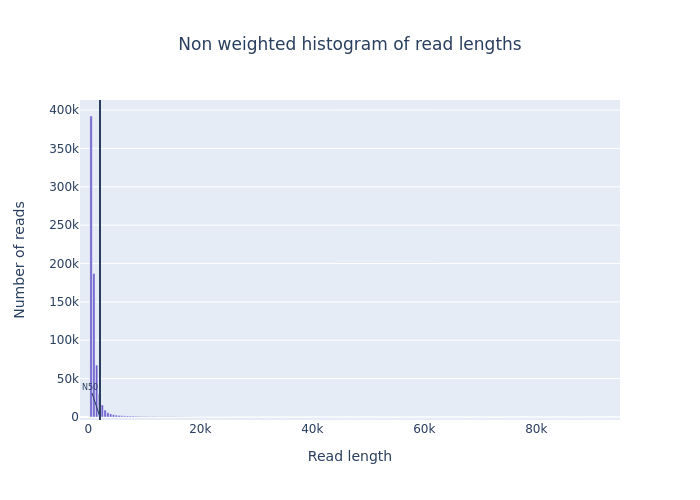 Non weighted histogram of read lengths
Number of reads
400k
350k
300k
250k
200k
150k
100k
50k
0
N50
0
20k
40k
60k
80k
Read length